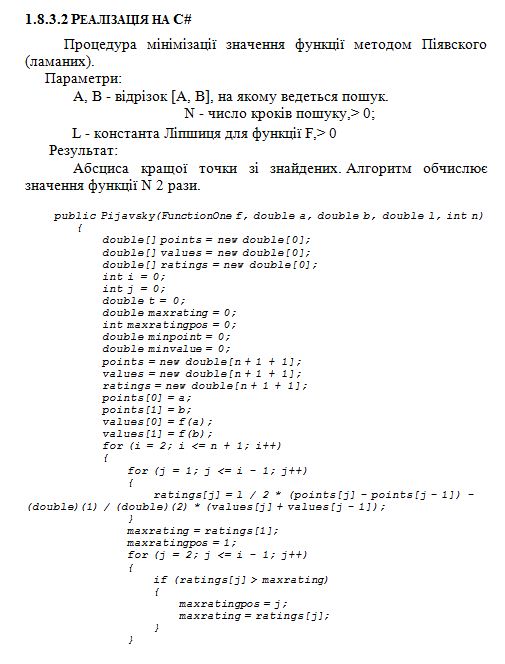 1.8.3.2 РЕАЛІЗАЦІЯ НА C#
Процедура мінімізації значення функції методом Піявского
(ламаних).
Параметри:
A, B - відрізок [A, B], на якому ведеться пошук.
N - число кроків пошуку,> 0;
L - константа Ліпшиця для функції F,> 0
Результат:
Абсциса кращої точки зі знайдених. Алгоритм обчислює
значення функції N 2 рази.
public Pijavsky(FunctionOne f, double a, double b, double l, int n)
{
double[] points = new double[0];
double[] values = new double[0];
double[] ratings = new double[0];
int i = 0;
int j = 0;
double t = 0;
double maxrating = 0;
int maxratingpos = 0;
double minpoint = 0;
double minvalue = 0;
points = new double[n + 1 + 1];
values = new double[n + 1 + 1];
ratings = new double[n + 1 + 1];
points[0] = a;
points[1] = b;
values[0] = f(a);
values[1] = f(b);
for (i = 2; i <= n + 1; i++)
{
for (j = 1; j <= i - 1; j++)
{
ratings[j] = l / 2 * (points[j] - points[j - 1]) -
(double)(1) / (double)(2) * (values[j] + values[j - 1]);
}
maxrating = ratings[1];
maxratingpos = 1;
for (j = 2; j <= i - 1; j++)
{
if (ratings[j] > maxrating)
{
maxratingpos = j;
maxrating = ratings[j];
}
}